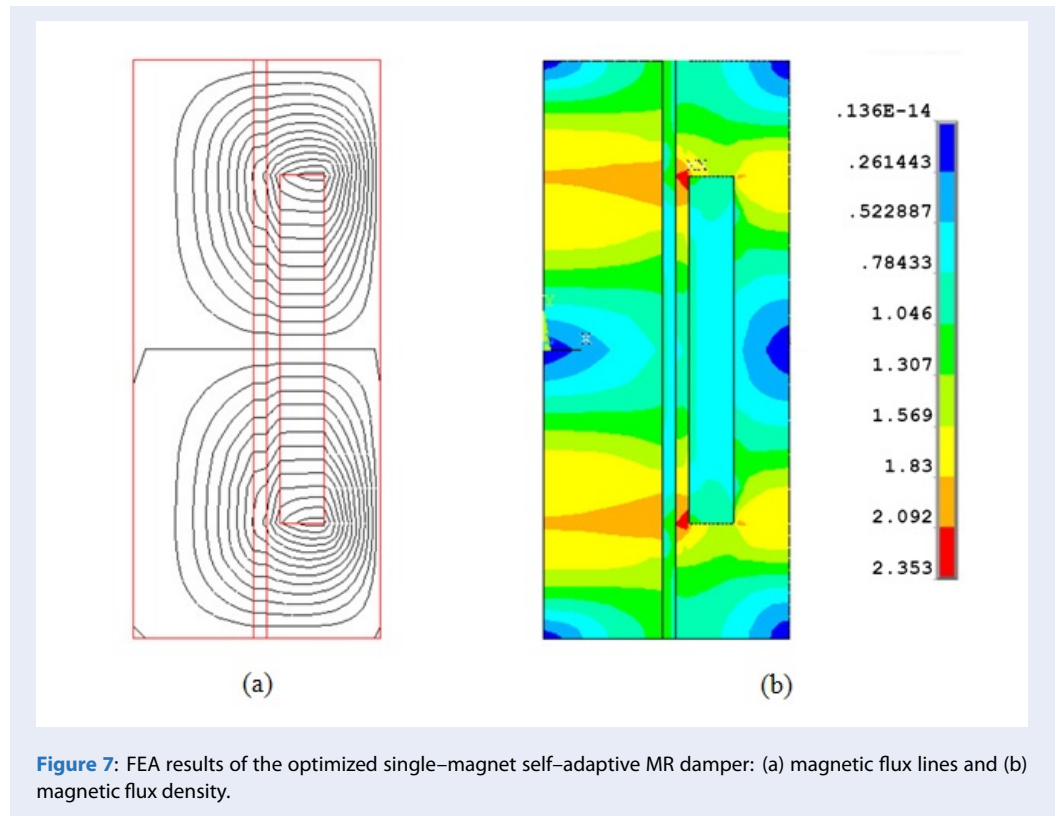 .136E-14
.261443
.522887
.78433
1.046
1.307
1.569
1.83
2.092
2.353
(a)
(b)
Figure 7: FEA results of the optimized single–magnet self–adaptive MR damper: (a) magnetic flux lines and (b)
magnetic flux density.